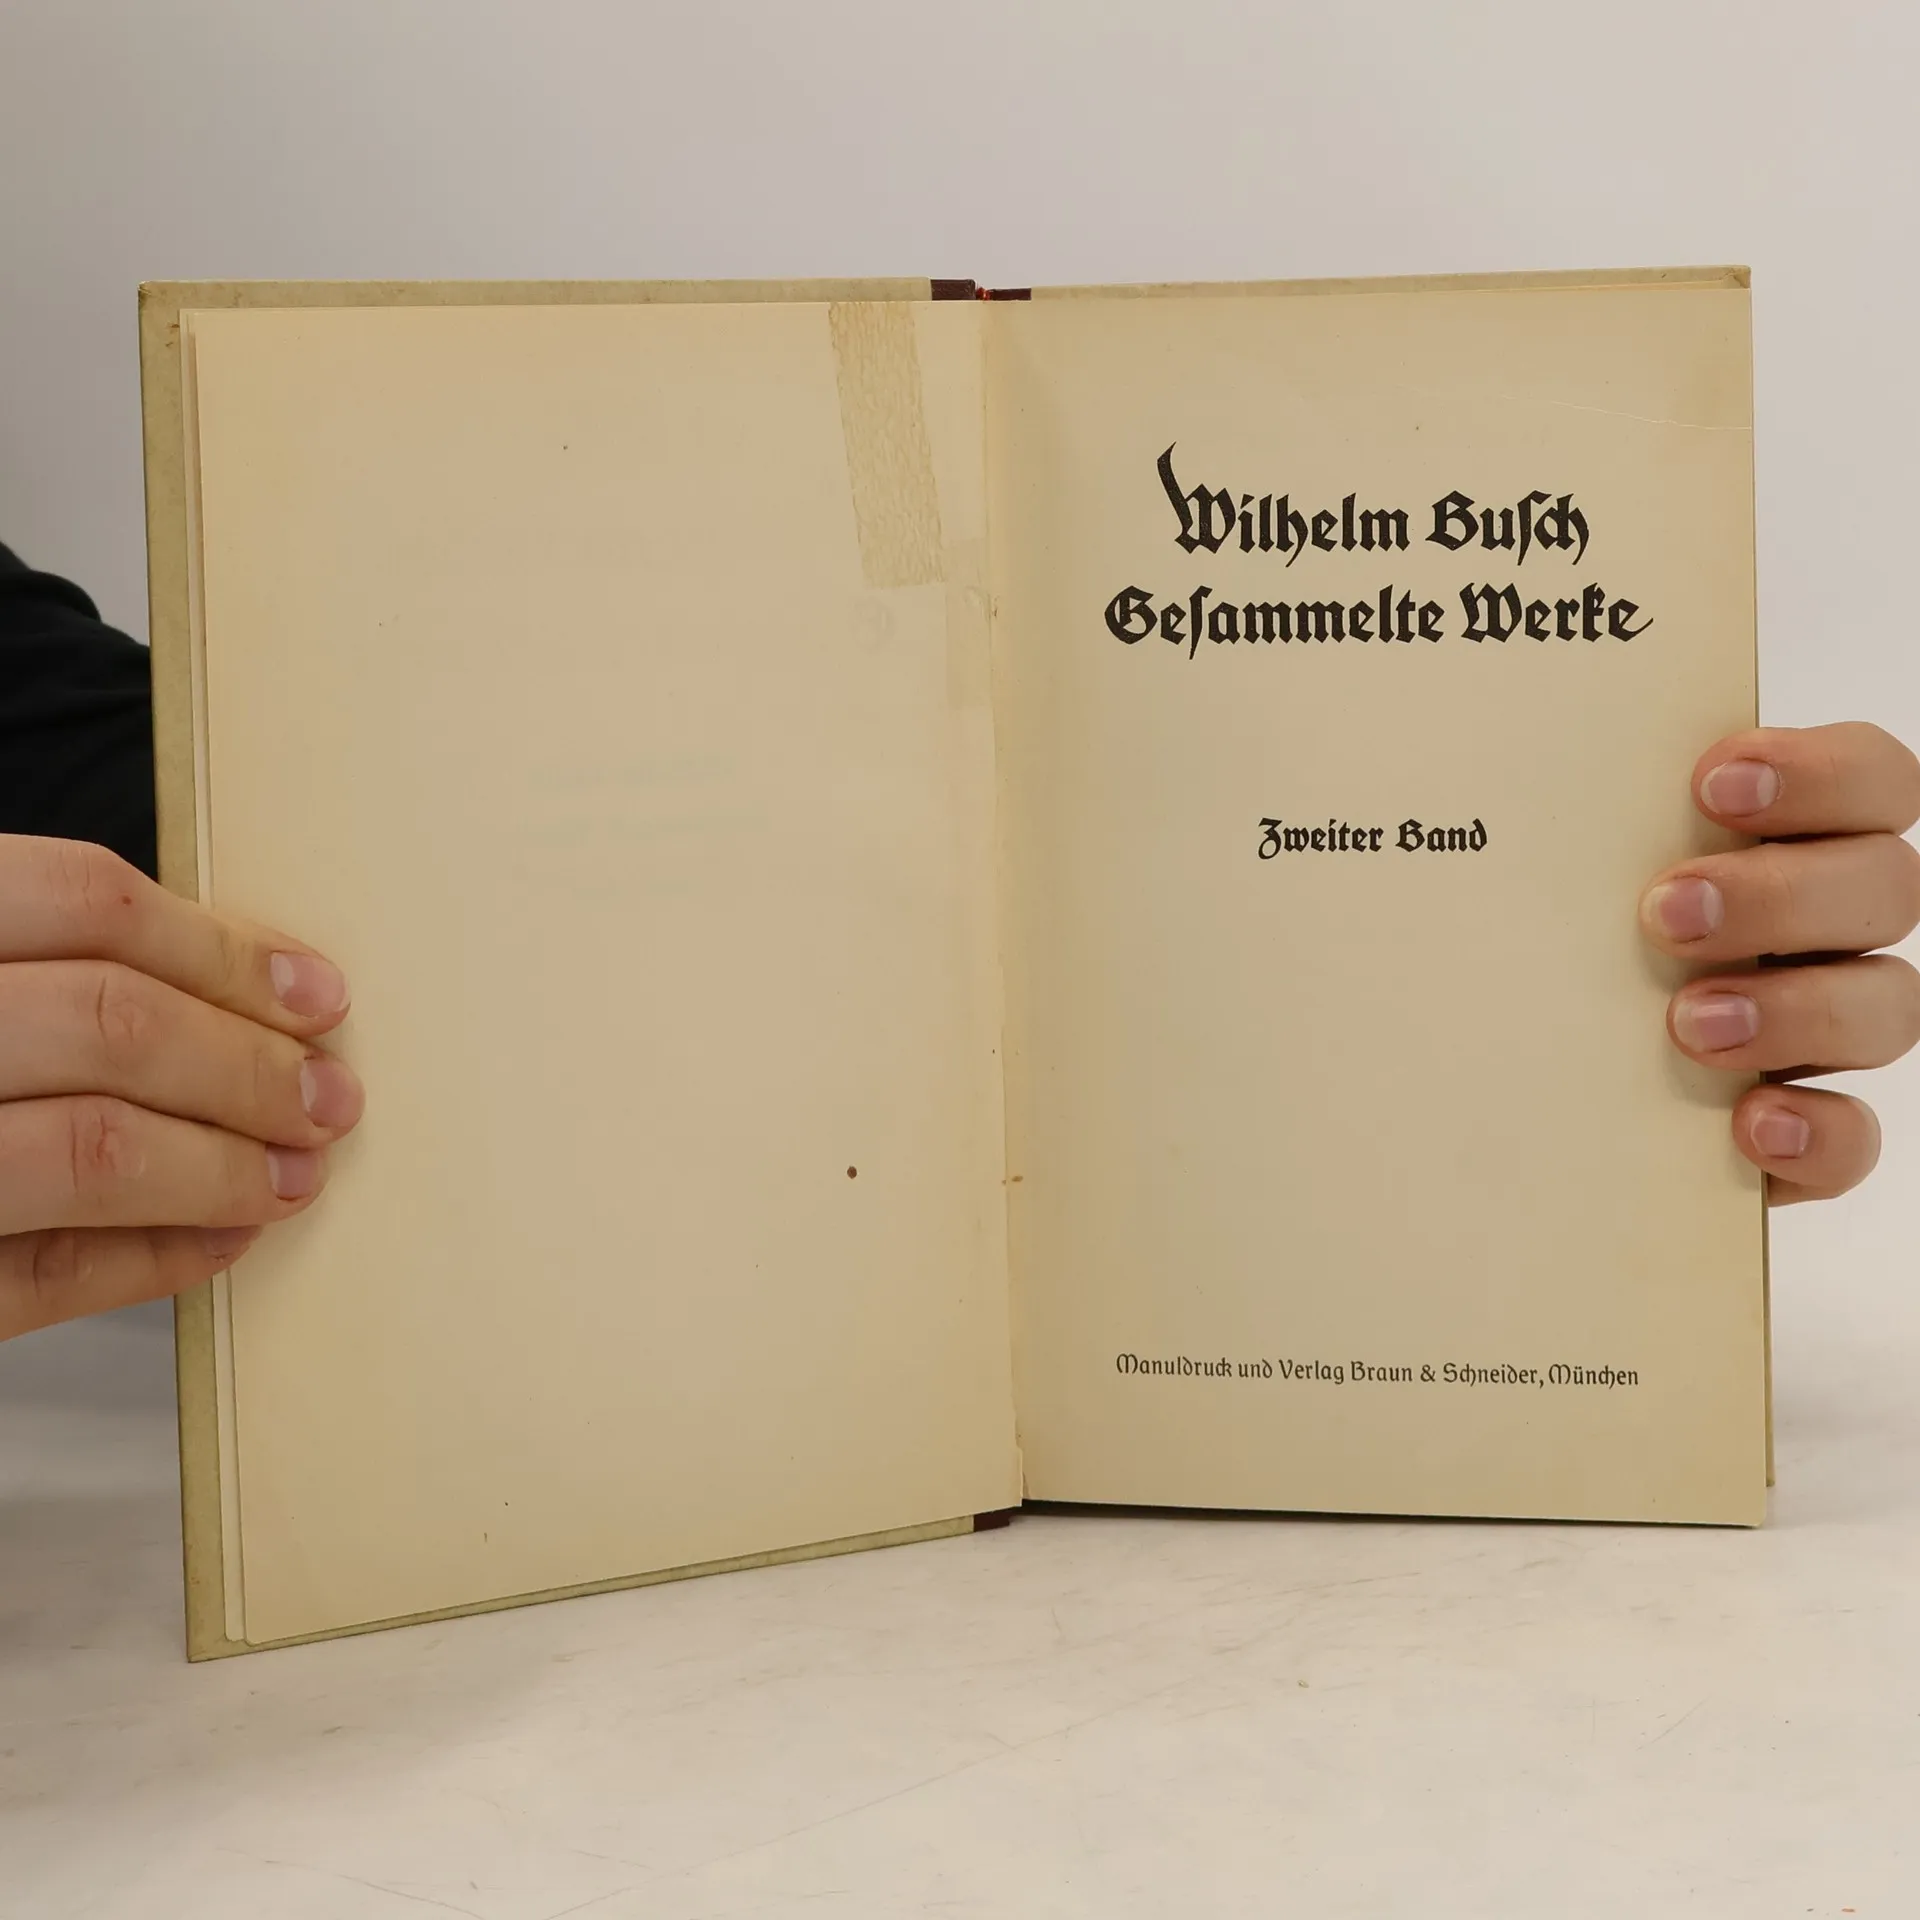 Wilhelm Buſch
Geſammelte Werke
Zweiter Band
Manuldruck und Verlag Braun & Schneider, München